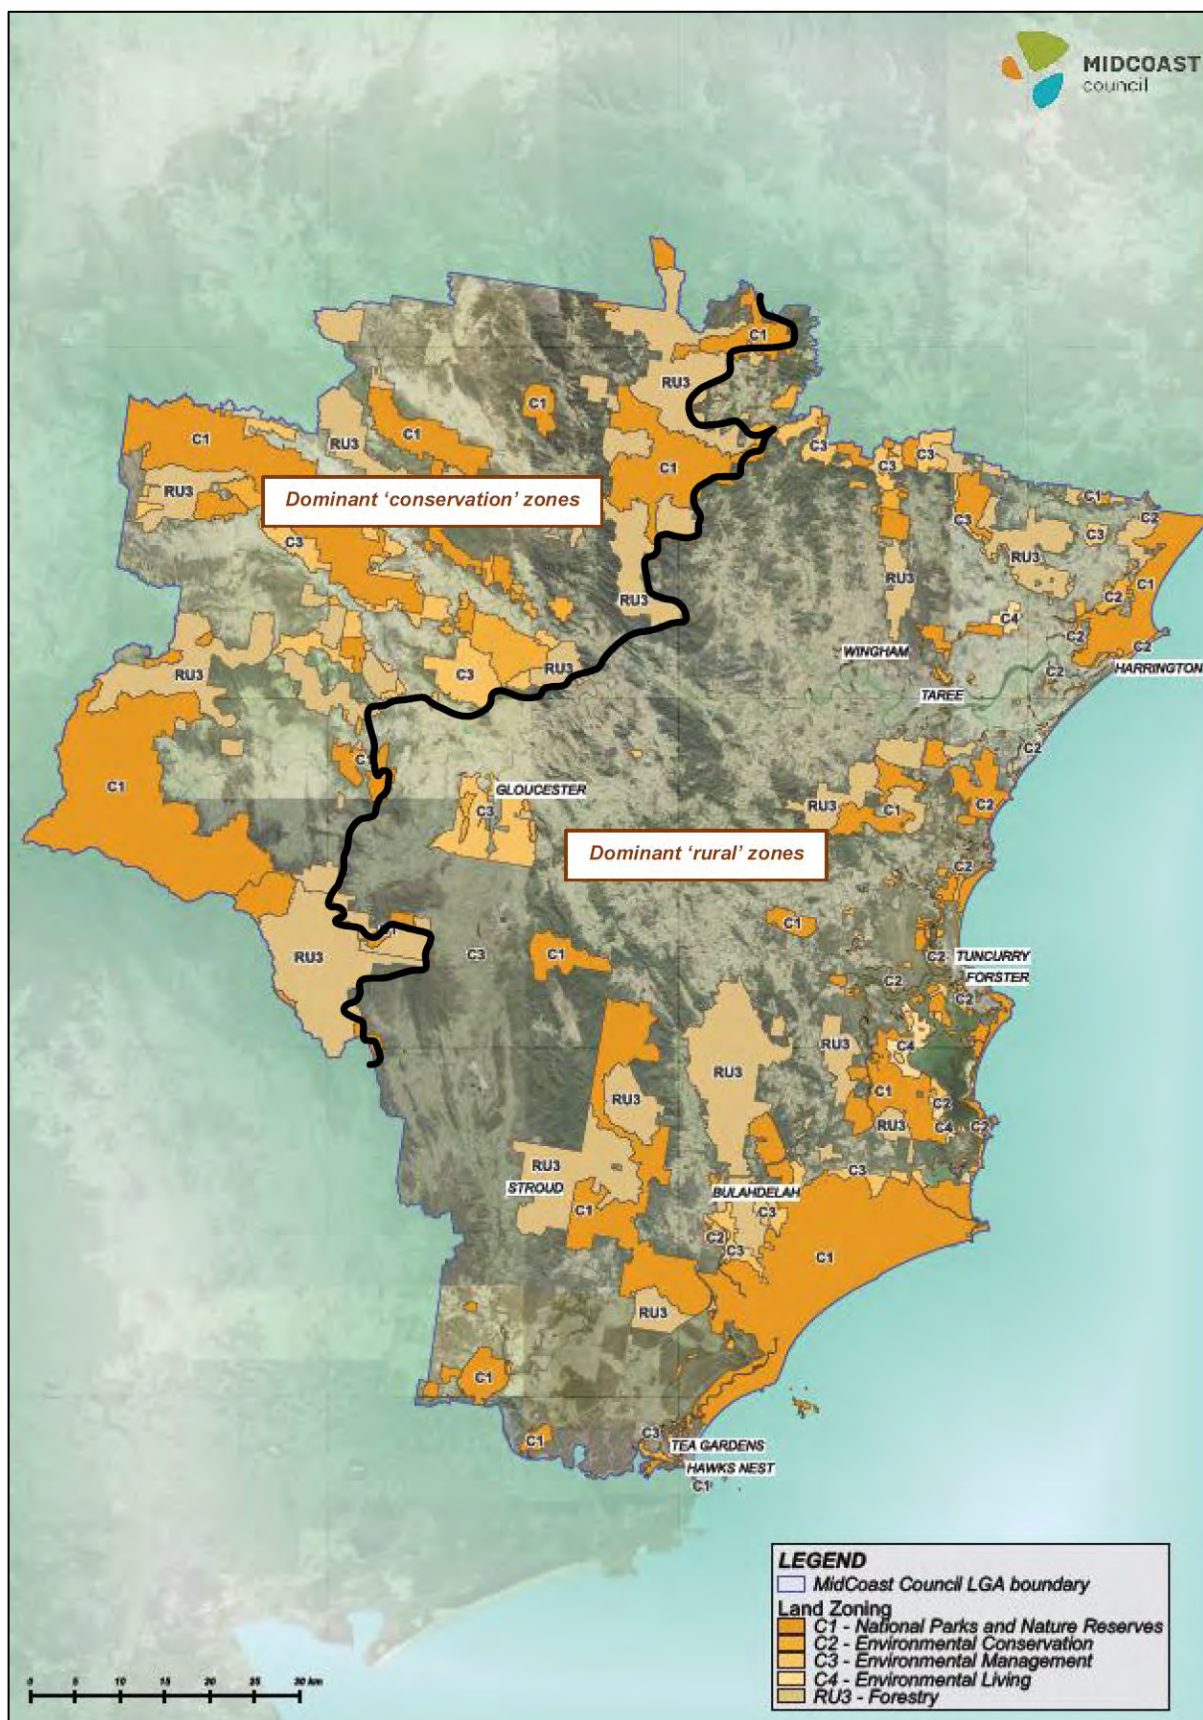 MIDCOAST
council
C1
RU3
C1
C1
RU3
C1
C3
C3
C3
C1
RU3
Dominant ‘conservation’ zones
C1
C2
C3
C3
C3
RU3
C1
C2
RU3
RU3
C4
C2
C2
WINGHAM
HARRINGTON
C3
RU3
RU3
TAREE
C2
C2
C1
C1
GLOUCESTER
C3
RU3
C1
C2
Dominant ‘rural’ zones
C2
C1
RU3
C3
C1
C2
TUNCURRY
FORSTER
C2
C2
RU3
RU3
C4
C1
RU3
C2
RU3
C4
C2
RU3
STROUD
BULAHDELAH
C3
C1
C3
C2
C3
C1
RU3
C1
C1
C3
TEA GARDENS
HAWKS NEST
C1
LEGEND
MidCoast Council LGA boundary
Land Zoning
C1 - National Parks and Nature Reserves
C2 - Environmental Conservation
C3 - Environmental Management
C4 - Environmental Living
RU3 - Forestry
0 5 10 15 20 25 30 km